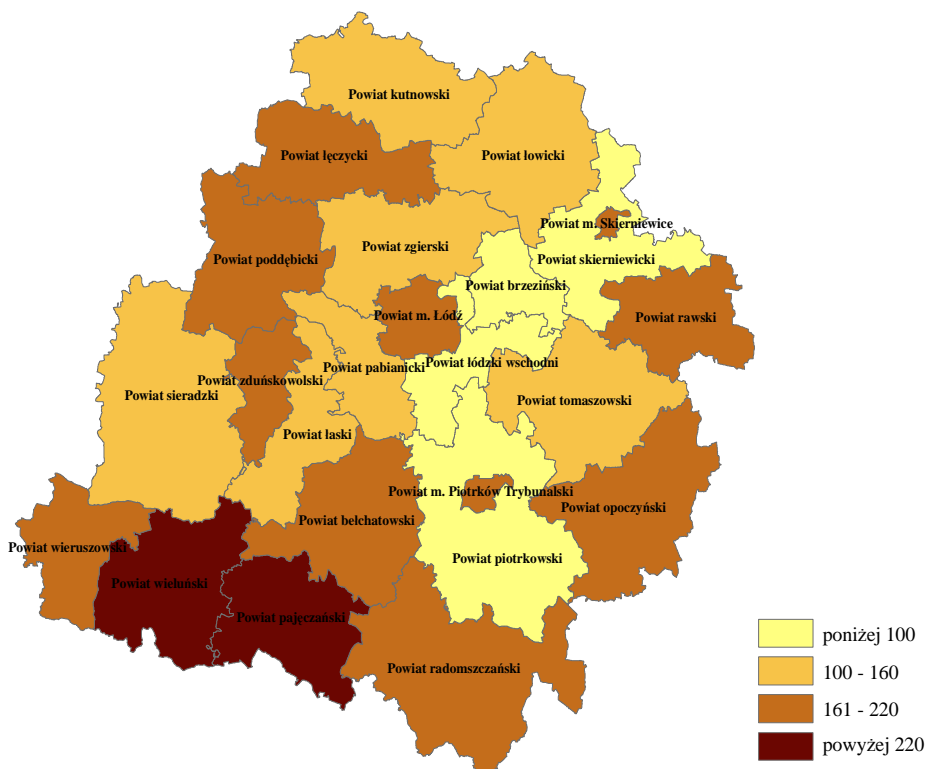 Powiat kutnowski
Powiat łęczycki
Powiat łowicki
Powiat m. Skierniewice
Powiat zgierski
Powiat poddębicki
Powiat skierniewicki
Powiat brzeziński
Powiat m. Łódź
Powiat rawski
Powiat łódzki wschodni
Powiat pabianicki
Powiat zduńskowolski
Powiat sieradzki
Powiat tomaszowski
Powiat łaski
Powiat m. Piotrków Trybunalski
Powiat opoczyński
Powiat bełchatowski
Powiat wieruszowski
Powiat piotrkowski
Powiat wieluński
Powiat pajęczański
Powiat radomszczański
poniżej 100
100 - 160
161 - 220
powyżej 220